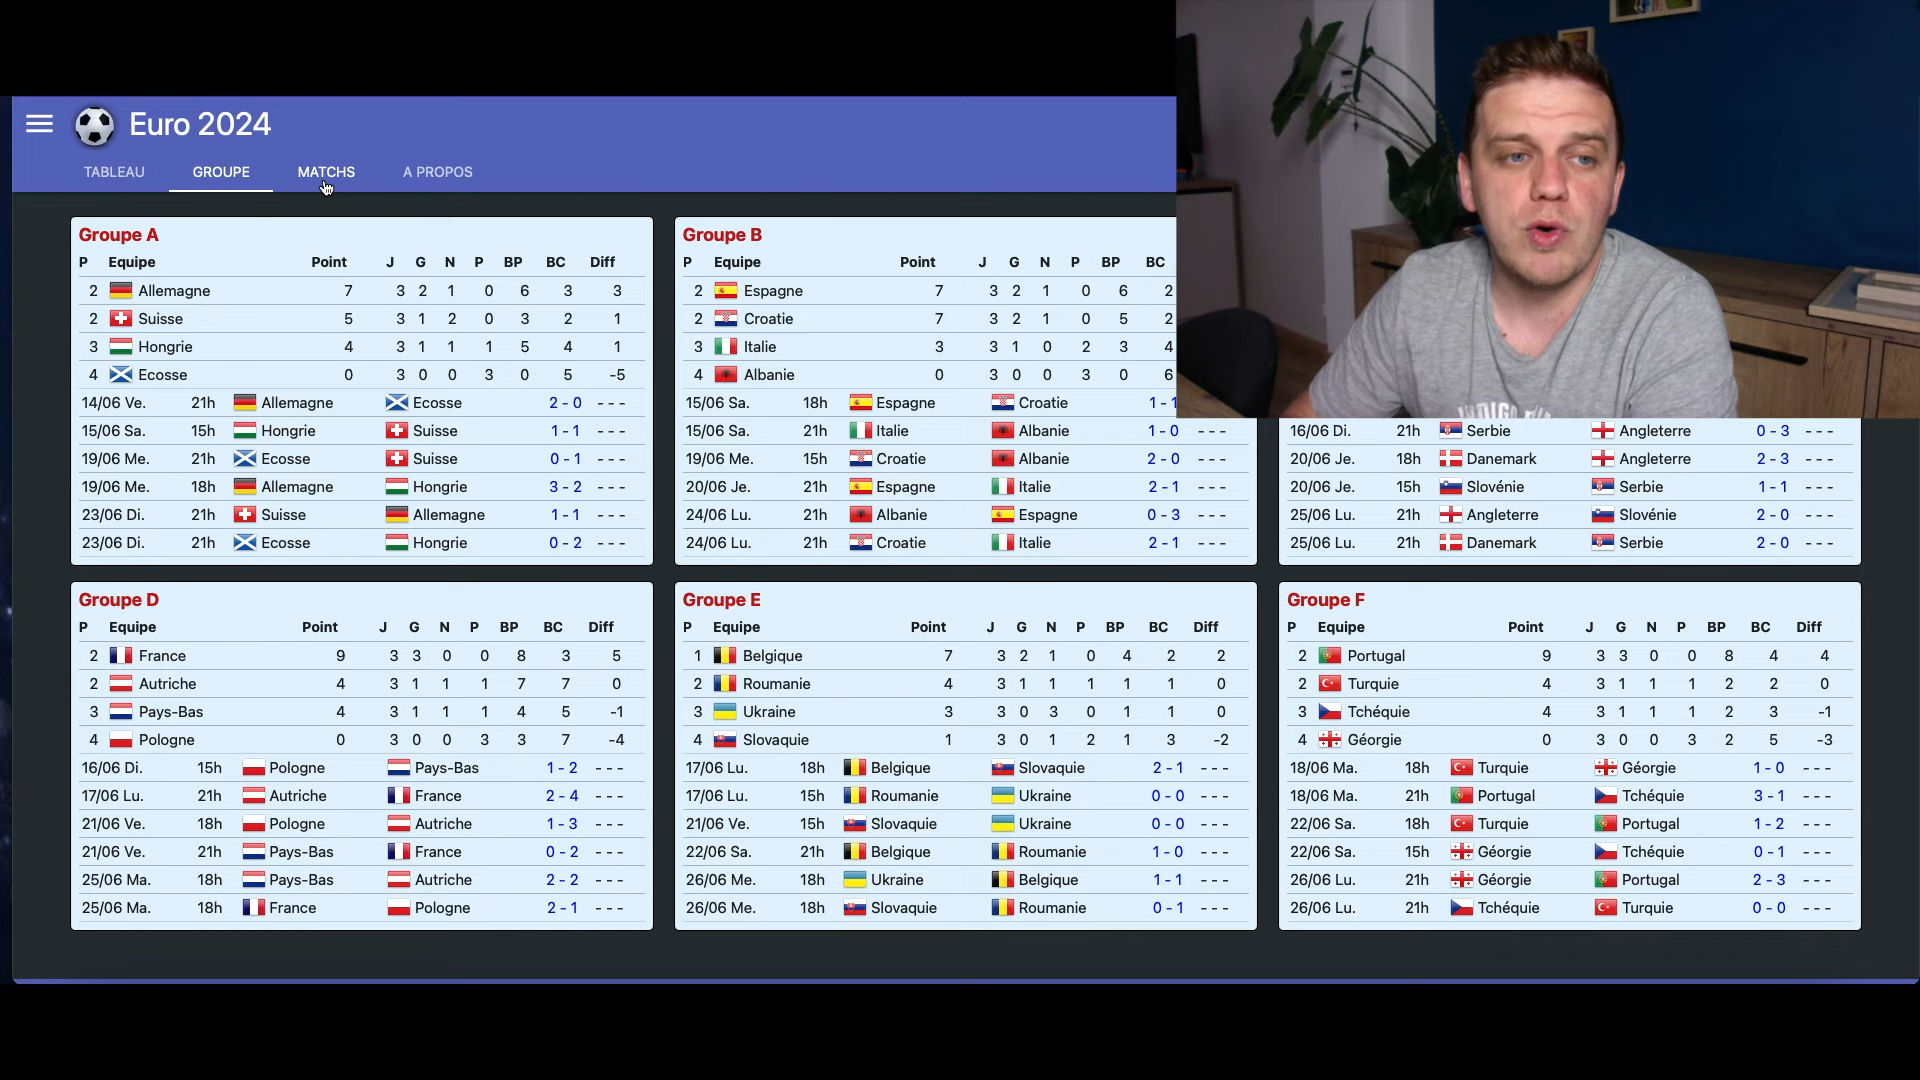 Euro 2024
TABLEAU GROUPE MATCHS A PROPOS
Groupe A
P Equipe Point J G N P BP BC Diff
2 Allemagne 7 3 2 1 0 6 3 3
2 Suisse 5 3 1 2 0 3 2 1
3 Hongrie 4 3 1 1 1 5 4 1
4 Ecosse 0 3 0 0 3 0 5 -5
14/06 Ve. 21h Allemagne Ecosse 2 - 0 - - -
15/06 Sa. 15h Hongrie Suisse 1 - 1 - - -
19/06 Me. 21h Ecosse Suisse 0 - 1 - - -
19/06 Me. 18h Allemagne Hongrie 3 - 2 - - -
23/06 Di. 21h Suisse Allemagne 1 - 1 - - -
23/06 Di. 21h Ecosse Hongrie 0 - 2 - - -
Groupe B
P Equipe Point J G N P BP BC
2 Espagne 7 3 2 1 0 6 2
2 Croatie 7 3 2 1 0 5 2
3 Italie 3 3 1 0 2 3 4
4 Albanie 0 3 0 0 3 0 6
15/06 Sa. 18h Espagne Croatie 1 - 1
15/06 Sa. 21h Italie Albanie 1 - 0 - - -
19/06 Me. 15h Croatie Albanie 2 - 0 - - -
20/06 Je. 21h Espagne Italie 2 - 1 - - -
24/06 Lu. 21h Albanie Espagne 0 - 3 - - -
24/06 Lu. 21h Croatie Italie 2 - 1 - - -
16/06 Di. 21h Serbie Angleterre 0 - 3 - - -
20/06 Je. 18h Danemark Angleterre 2 - 3 - - -
20/06 Je. 15h Slovénie Serbie 1 - 1 - - -
25/06 Lu. 21h Angleterre Slovénie 2 - 0 - - -
25/06 Lu. 21h Danemark Serbie 2 - 0 - - -
Groupe D
P Equipe Point J G N P BP BC Diff
2 France 9 3 3 0 0 8 3 5
2 Autriche 4 3 1 1 1 7 7 0
3 Pays-Bas 4 3 1 1 1 4 5 -1
4 Pologne 0 3 0 0 3 3 7 -4
16/06 Di. 15h Pologne Pays-Bas 1 - 2 - - -
17/06 Lu. 21h Autriche France 2 - 4 - - -
21/06 Ve. 18h Pologne Autriche 1 - 3 - - -
21/06 Ve. 21h Pays-Bas France 0 - 2 - - -
25/06 Ma. 18h Pays-Bas Autriche 2 - 2 - - -
25/06 Ma. 18h France Pologne 2 - 1 - - -
Groupe E
P Equipe Point J G N P BP BC Diff
1 Belgique 7 3 2 1 0 4 2 2
2 Roumanie 4 3 1 1 1 1 1 0
3 Ukraine 3 3 0 3 0 1 1 0
4 Slovaquie 1 3 0 1 2 1 3 -2
17/06 Lu. 18h Belgique Slovaquie 2 - 1 - - -
17/06 Lu. 15h Roumanie Ukraine 0 - 0 - - -
21/06 Ve. 15h Slovaquie Ukraine 0 - 0 - - -
22/06 Sa. 21h Belgique Roumanie 1 - 0 - - -
26/06 Me. 18h Ukraine Belgique 1 - 1 - - -
26/06 Me. 18h Slovaquie Roumanie 0 - 1 - - -
Groupe F
P Equipe Point J G N P BP BC Diff
2 Portugal 9 3 3 0 0 8 4 4
2 Turquie 4 3 1 1 1 2 2 0
3 Tchéquie 4 3 1 1 1 2 3 -1
4 Géorgie 0 3 0 0 3 2 5 -3
18/06 Ma. 18h Turquie Géorgie 1 - 0 - - -
18/06 Ma. 21h Portugal Tchéquie 3 - 1 - - -
22/06 Sa. 18h Turquie Portugal 1 - 2 - - -
22/06 Sa. 15h Géorgie Tchéquie 0 - 1 - - -
26/06 Lu. 21h Géorgie Portugal 2 - 3 - - -
26/06 Lu. 21h Tchéquie Turquie 0 - 0 - - -